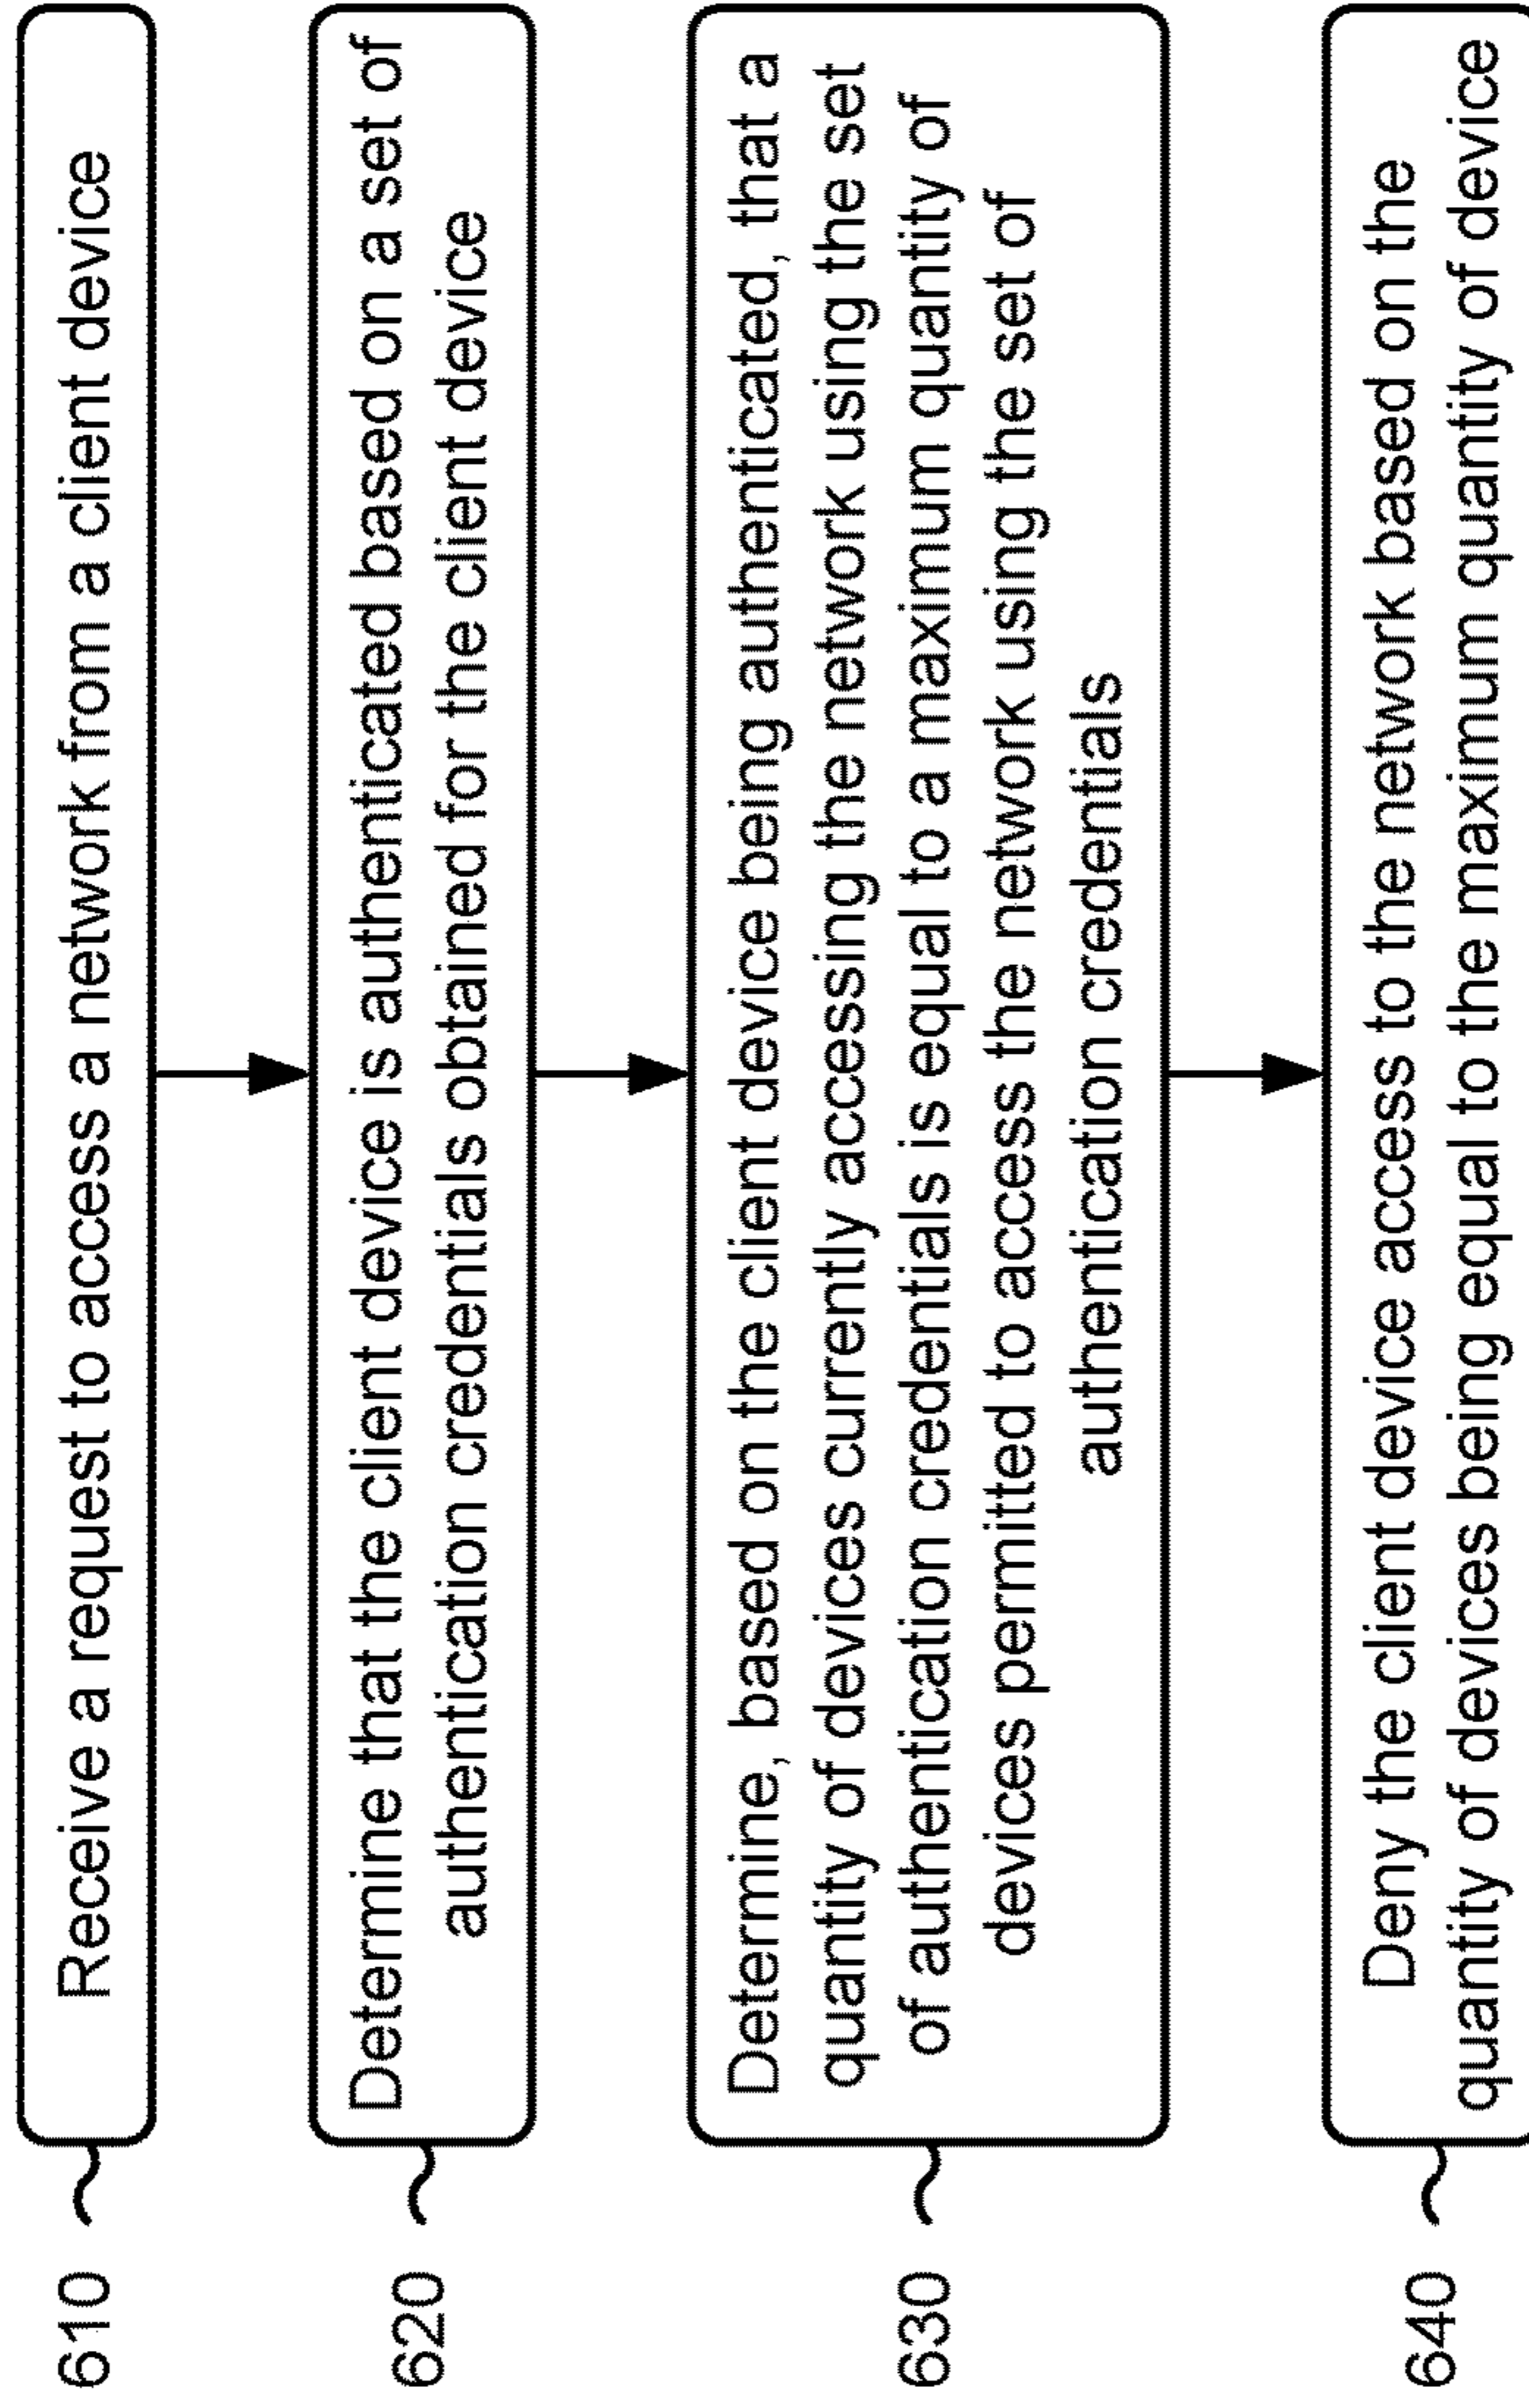 610
Receive a request to access a network from a client device
620
Determine that the client device is authenticated based on a set of
authentication credentials obtained for the client device
630
Determine, based on the client device being authenticated, that a
quantity of devices currently accessing the network using the set
of authentication credentials is equal to a maximum quantity of
devices permitted to access the network using the set of
authentication credentials
640
Deny the client device access to the network based on the
quantity of devices being equal to the maximum quantity of device